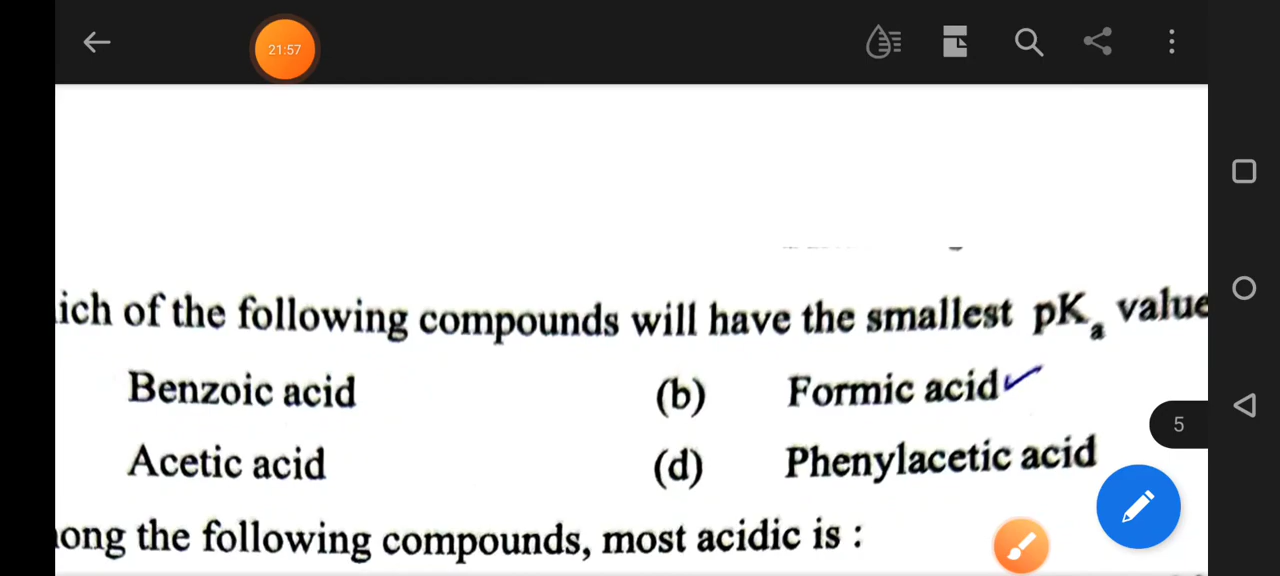 21:57
ich of the following compounds will have the smallest pKa value
Benzoic acid (b) Formic acid
Acetic acid (d) Phenylacetic acid
5
ong the following compounds, most acidic is :